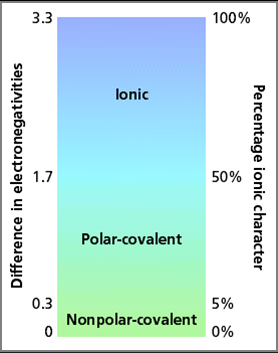 3.3
100%
Ionic
Difference in electronegativities
Percentage ionic character
1.7
50%
Polar-covalent
0.3
5%
Nonpolar-covalent
0
0%